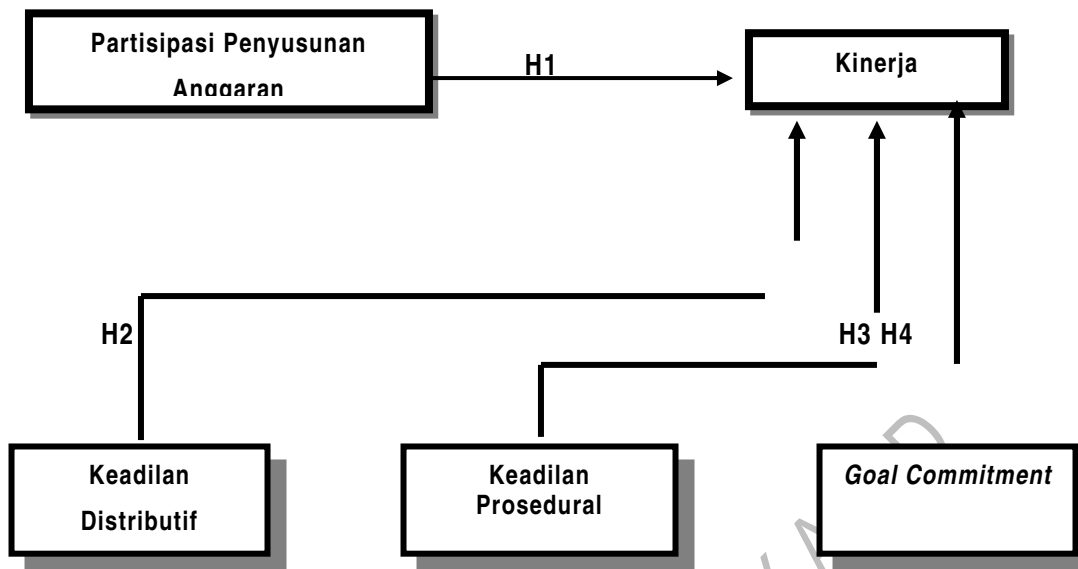 Partisipasi Penyusunan
Anggaran
H1
Kinerja
H2
H3 H4
Keadilan
Distributif
Keadilan
Prosedural
Goal Commitment